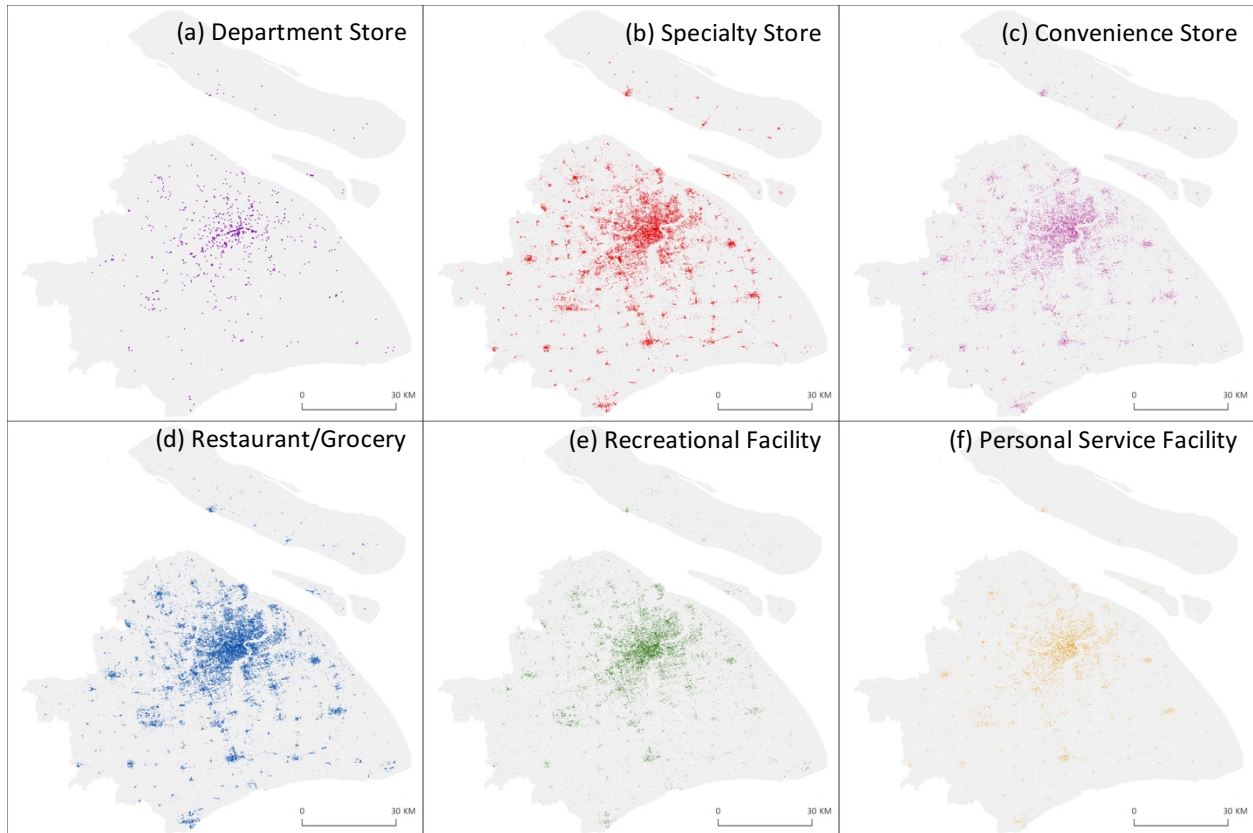 (a) Department Store
(b) Specialty Store
(c) Convenience Store
0 30 KM
0 30 KM
0 30 KM
(d) Restaurant/Grocery
(e) Recreational Facility
(f) Personal Service Facility
0 30 KM
0 30 KM
0 30 KM